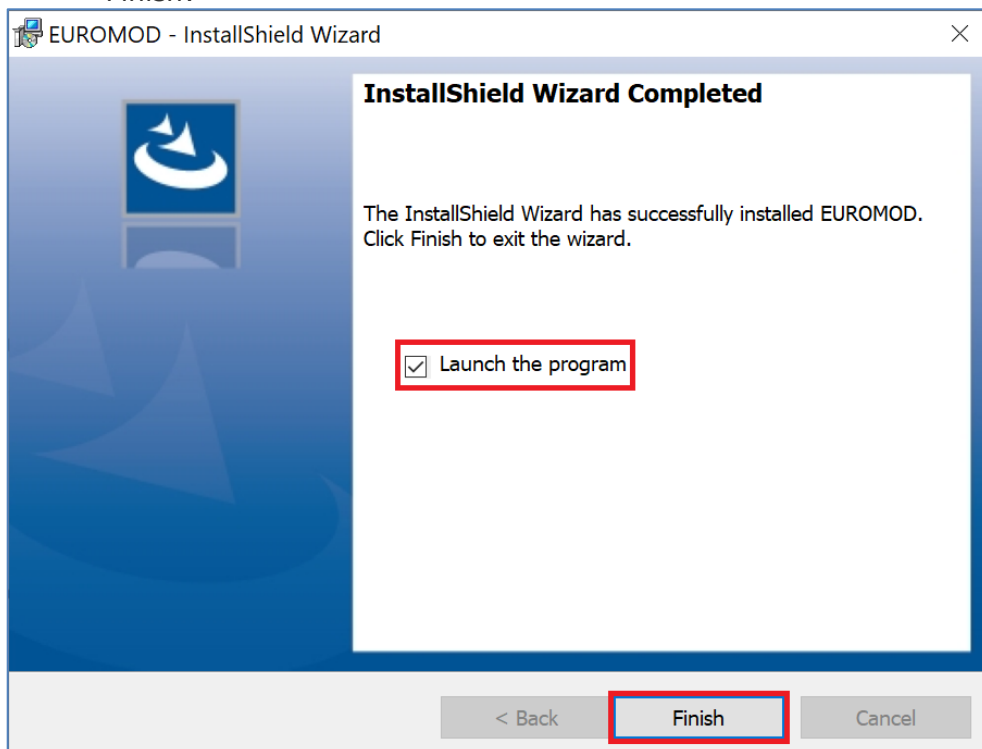 EUROMOD - InstallShield Wizard
InstallShield Wizard Completed
The InstallShield Wizard has successfully installed EUROMOD.
Click Finish to exit the wizard.
Launch the program
< Back Finish Cancel